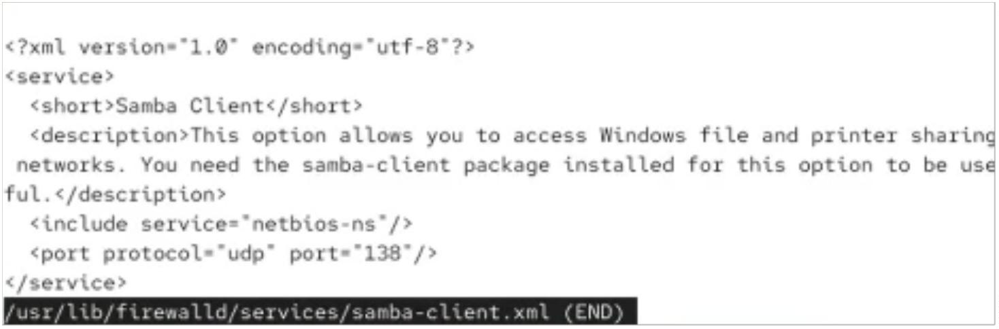 <?xml version="1.0" encoding="utf-8"?>
<service>
  <short>Samba Client</short>
  <description>This option allows you to access Windows file and printer sharing
 networks. You need the samba-client package installed for this option to be use
ful.</description>
  <include service="netbios-ns"/>
  <port protocol="udp" port="138"/>
</service>
/usr/lib/firewalld/services/samba-client.xml (END)